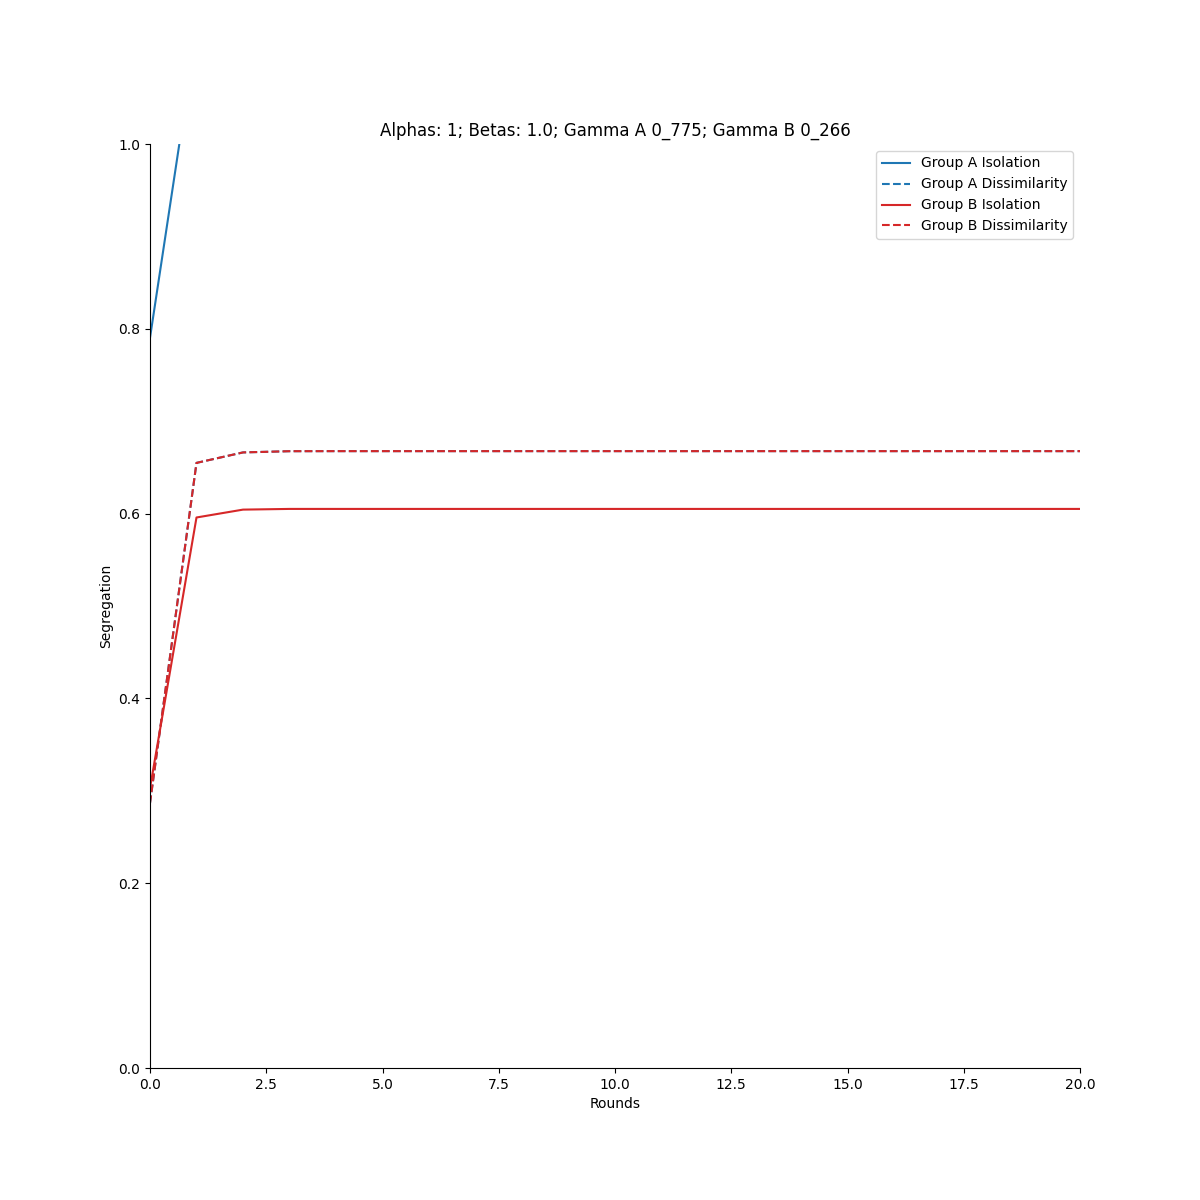 Alphas: 1; Betas: 1.0; Gamma A 0_775; Gamma B 0_266
Group A Isolation
Group A Dissimilarity
Group B Isolation
Group B Dissimilarity
1.0
0.8
0.6
0.4
0.2
0.0
Segregation
0.0 2.5 5.0 7.5 10.0 12.5 15.0 17.5 20.0
Rounds